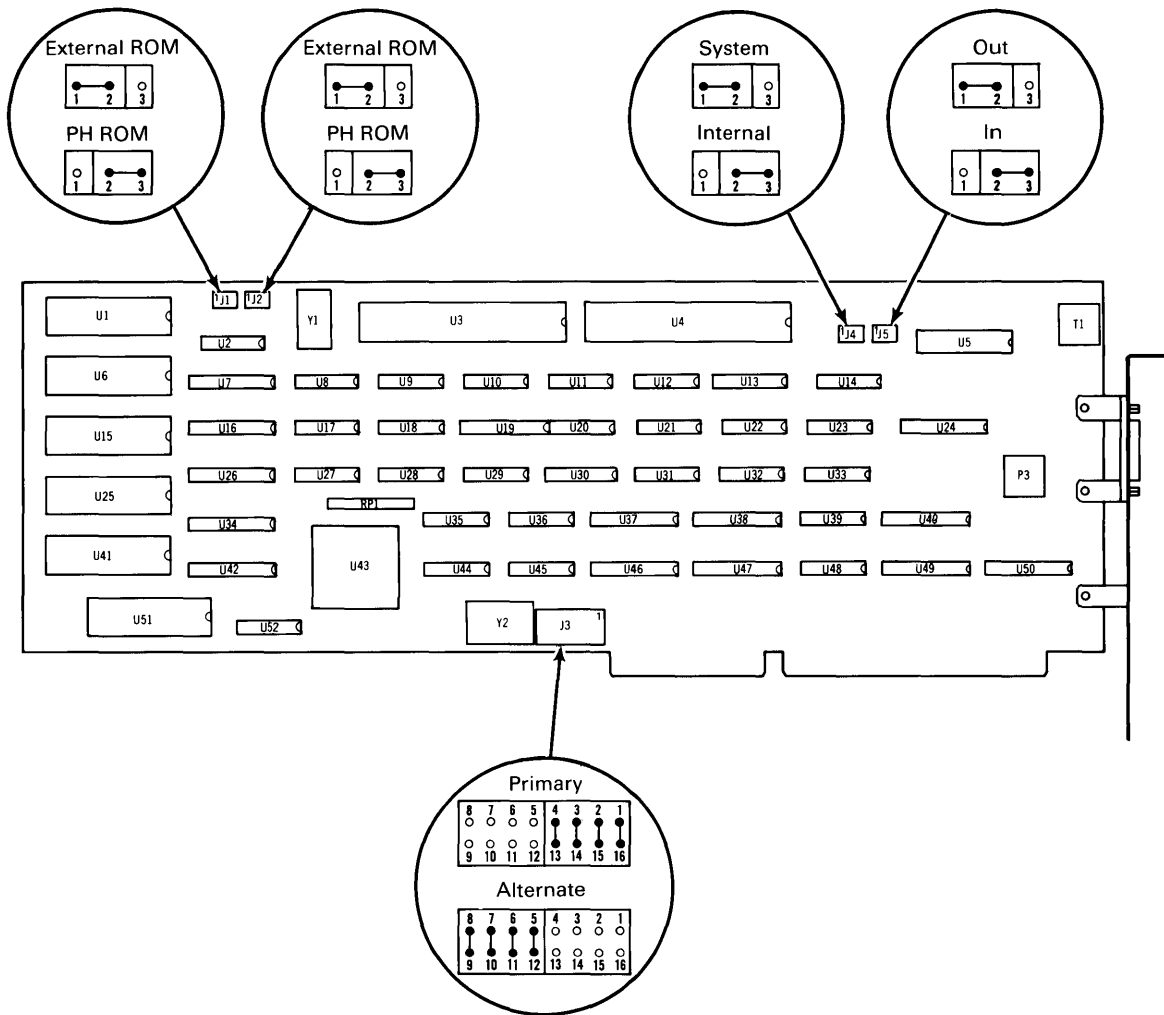 External ROM
1 2 3
PH ROM
1 2 3
External ROM
1 2 3
PH ROM
1 2 3
System
1 2 3
Internal
1 2 3
Out
1 2 3
In
1 2 3
1 J1
1 J2
1 J4
1 J5
U1
Y1
U3
U4
T1
U2
U5
U6
U7
U8
U9
U10
U11
U12
U13
U14
U15
U16
U17
U18
U19
U20
U21
U22
U23
U24
U25
U26
U27
U28
U29
U30
U31
U32
U33
P3
RP1
U34
U35
U36
U37
U38
U39
U40
U41
U42
U43
U44
U45
U46
U47
U48
U49
U50
U51
U52
Y2
J3 1
Primary
8 7 6 5 4 3 2 1
9 10 11 12 13 14 15 16
Alternate
8 7 6 5 4 3 2 1
9 10 11 12 13 14 15 16